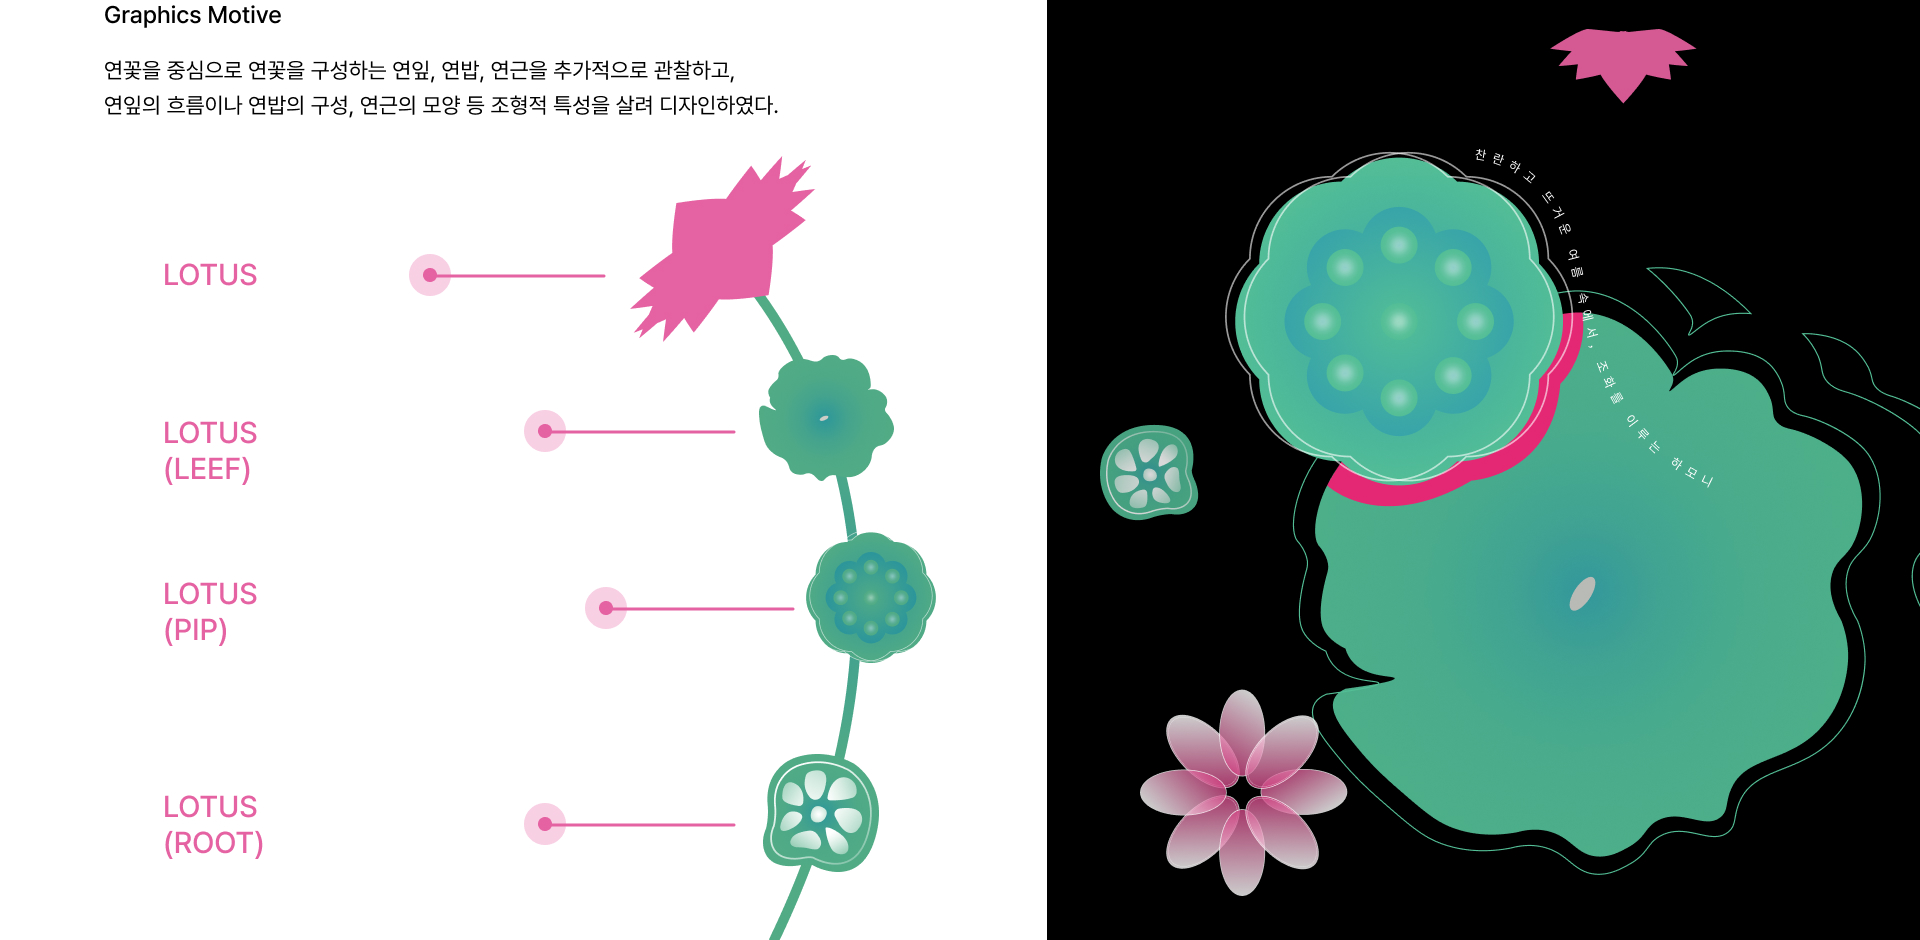 Graphics Motive
연꽃을 중심으로 연꽃을 구성하는 연잎, 연밥, 연근을 추가적으로 관찰하고,
연잎의 흐름이나 연밥의 구성, 연근의 모양 등 조형적 특성을 살려 디자인하였다.
LOTUS
LOTUS
(LEEF)
LOTUS
(PIP)
LOTUS
(ROOT)
찬란하고 뜨거운 여름 속에서, 조화를 이루는 하모니